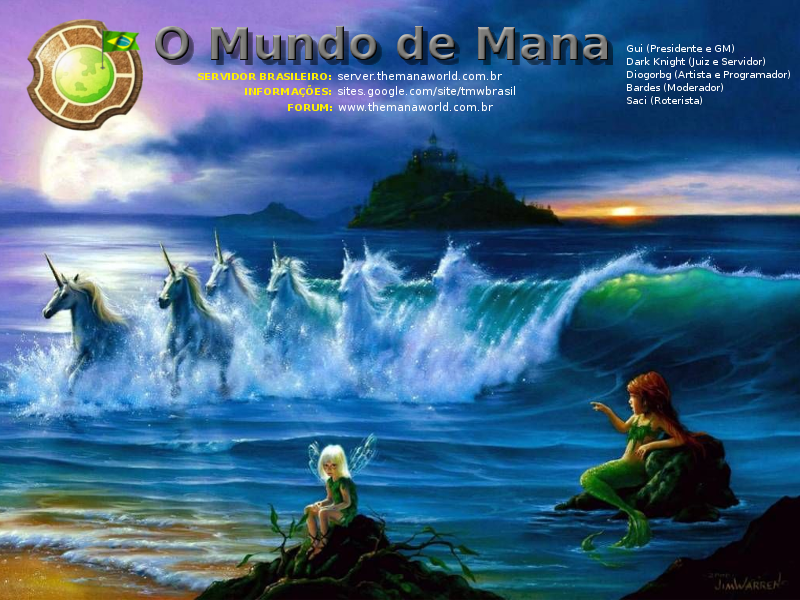 O Mundo de Mana
SERVIDOR BRASILEIRO: server.themanaworld.com.br
INFORMAÇÕES: sites.google.com/site/tmwbrasil
FORUM: www.themanaworld.com.br
Gui (Presidente e GM)
Dark Knight (Juiz e Servidor)
Diogorbg (Artista e Programador)
Bardes (Moderador)
Saci (Roterista)
JIM WARREN